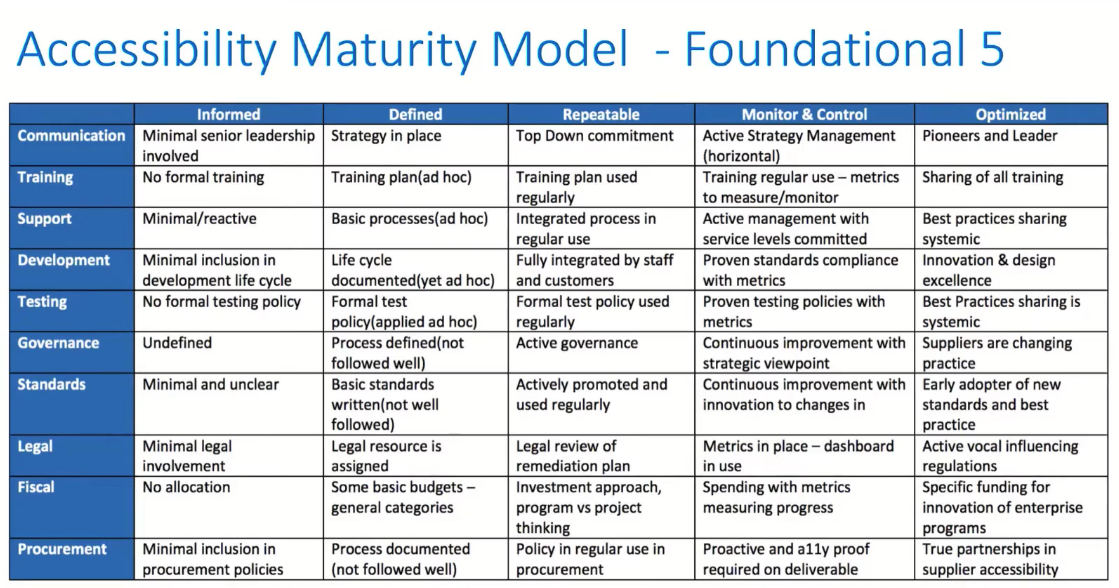 Accessibility Maturity Model - Foundational 5
Informed Defined Repeatable Monitor & Control Optimized
Communication Minimal senior leadership involved Strategy in place Top Down commitment Active Strategy Management (horizontal) Pioneers and Leader
Training No formal training Training plan(ad hoc) Training plan used regularly Training regular use – metrics to measure/monitor Sharing of all training
Support Minimal/reactive Basic processes(ad hoc) Integrated process in regular use Active management with service levels committed Best practices sharing systemic
Development Minimal inclusion in development life cycle Life cycle documented(yet ad hoc) Fully integrated by staff and customers Proven standards compliance with metrics Innovation & design excellence
Testing No formal testing policy Formal test policy(applied ad hoc) Formal test policy used regularly Proven testing policies with metrics Best Practices sharing is systemic
Governance Undefined Process defined(not followed well) Active governance Continuous improvement with strategic viewpoint Suppliers are changing practice
Standards Minimal and unclear Basic standards written(not well followed) Actively promoted and used regularly Continuous improvement with innovation to changes in Early adopter of new standards and best practice
Legal Minimal legal involvement Legal resource is assigned Legal review of remediation plan Metrics in place – dashboard in use Active vocal influencing regulations
Fiscal No allocation Some basic budgets – general categories Investment approach, program vs project thinking Spending with metrics measuring progress Specific funding for innovation of enterprise programs
Procurement Minimal inclusion in procurement policies Process documented (not followed well) Policy in regular use in procurement Proactive and a11y proof required on deliverable True partnerships in supplier accessibility